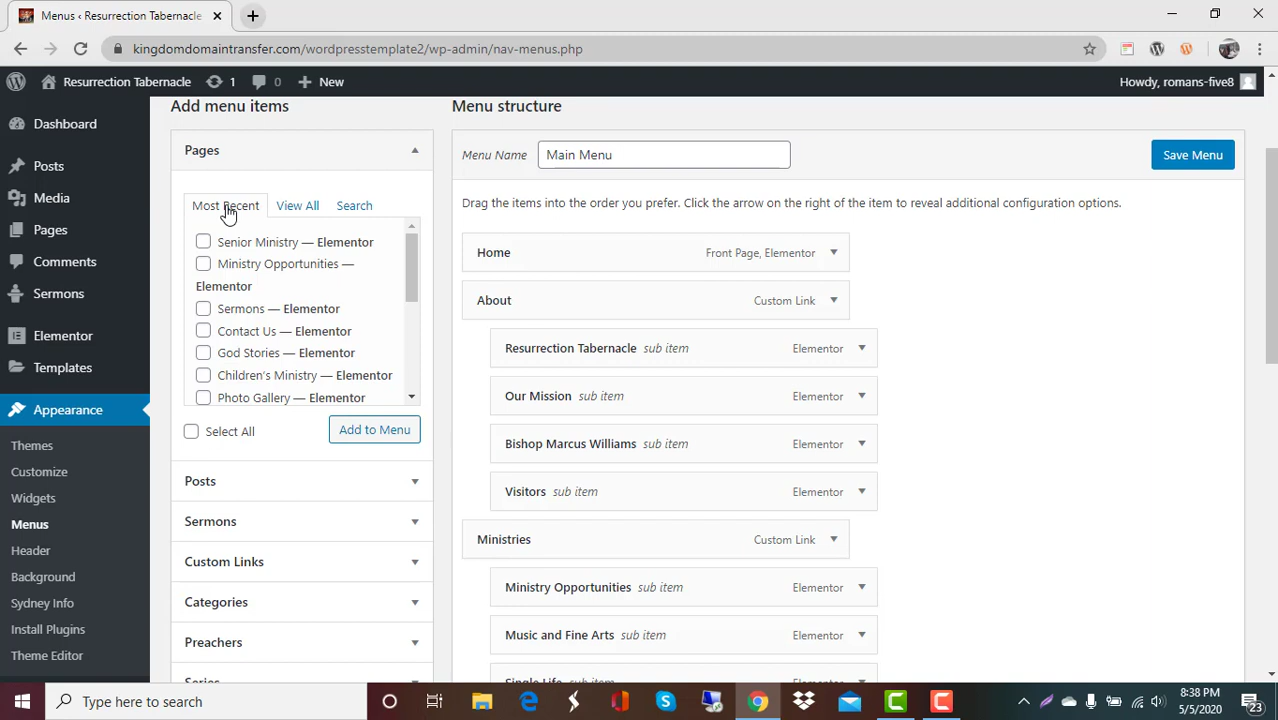 Menus ‹ Resurrection Tabernacle
kingdomdomaintransfer.com/wordpresstemplate2/wp-admin/nav-menus.php
Resurrection Tabernacle 1 0 New Howdy, romans-five8
Dashboard
Posts
Media
Pages
Comments
Sermons
Elementor
Templates
Appearance
Themes
Customize
Widgets
Menus
Header
Background
Sydney Info
Install Plugins
Theme Editor
Add menu items
Pages
Most Recent View All Search
Senior Ministry — Elementor
Ministry Opportunities —
Elementor
Sermons — Elementor
Contact Us — Elementor
God Stories — Elementor
Children's Ministry — Elementor
Photo Gallery — Elementor
Select All Add to Menu
Posts
Sermons
Custom Links
Categories
Preachers
Series
Menu structure
Menu Name Main Menu Save Menu
Drag the items into the order you prefer. Click the arrow on the right of the item to reveal additional configuration options.
Home Front Page, Elementor
About Custom Link
Resurrection Tabernacle sub item Elementor
Our Mission sub item Elementor
Bishop Marcus Williams sub item Elementor
Visitors sub item Elementor
Ministries Custom Link
Ministry Opportunities sub item Elementor
Music and Fine Arts sub item Elementor
Single Life sub item Elementor
Type here to search
8:38 PM
5/5/2020
23